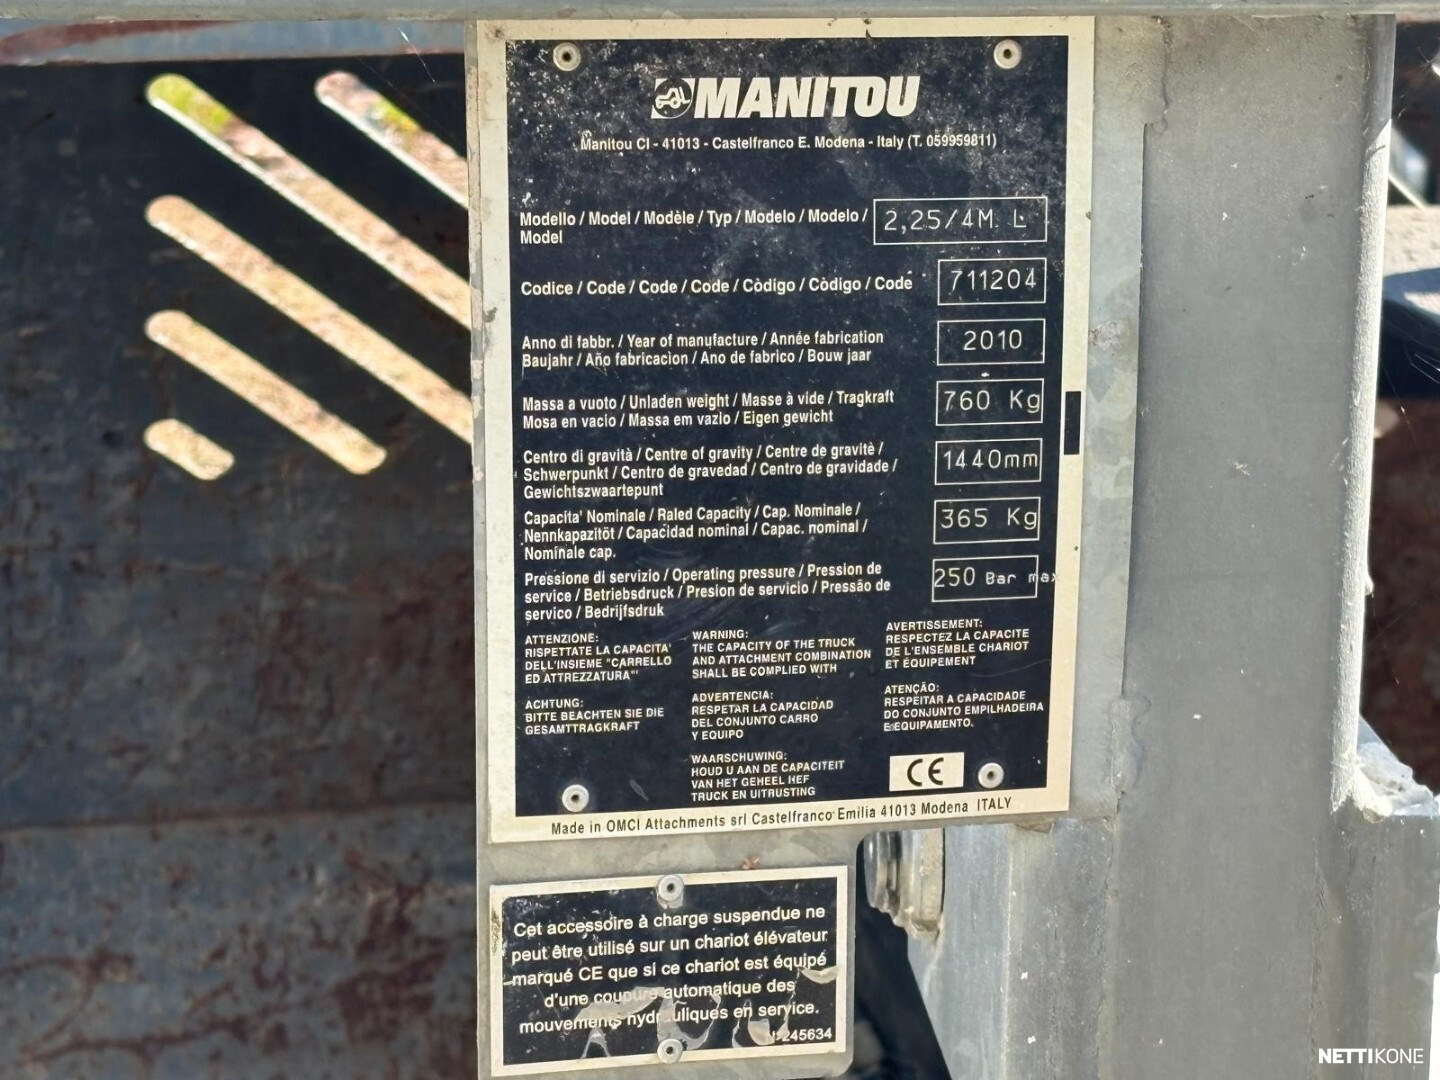 MANITOU
Manitou CI - 41013 - Castelfranco E. Modena - Italy (T. 059959811)
Modello / Model / Modèle / Typ / Modelo / Modelo /
Model
2,25/4M. L
Codice / Code / Code / Code / Còdigo / Còdigo / Code
711204
Anno di fabbr. / Year of manufacture / Année fabrication
Baujahr / Año fabricacion / Ano de fabrico / Bouw jaar
2010
Massa a vuoto / Unladen weight / Masse à vide / Tragkraft
Mosa en vacio / Massa em vazio / Eigen gewicht
760 Kg
Centro di gravità / Centre of gravity / Centre de gravitè /
Schwerpunkt / Centro de gravedad / Centro de gravidade /
Gewichtszwaartepunt
1440mm
Capacita' Nominale / Raled Capacity / Cap. Nominale /
Nennkapazitöt / Capacidad nominal / Capac. nominal /
Nominale cap.
365 Kg
Pressione di servizio / Operating pressure / Pression de
service / Betriebsdruck / Presion de servicio / Pressão de
servico / Bedrijfsdruk
250 Bar max
ATTENZIONE:
RISPETTATE LA CAPACITA'
DELL'INSIEME "CARRELLO
ED ATTREZZATURA"
WARNING:
THE CAPACITY OF THE TRUCK
AND ATTACHMENT COMBINATION
SHALL BE COMPLIED WITH
AVERTISSEMENT:
RESPECTEZ LA CAPACITE
DE L'ENSEMBLE CHARIOT
ET ÉQUIPEMENT
ACHTUNG:
BITTE BEACHTEN SIE DIE
GESAMTTRAGKRAFT
ADVERTENCIA:
RESPETAR LA CAPACIDAD
DEL CONJUNTO CARRO
Y EQUIPO
ATENÇÃO:
RESPEITAR A CAPACIDADE
DO CONJUNTO EMPILHADEIRA
E EQUIPAMENTO.
WAARSCHUWING:
HOUD U AAN DE CAPACITEIT
VAN HET GEHEEL HEF
TRUCK EN UITRUSTING
CE
Made in OMCI Attachments srl Castelfranco Emilia 41013 Modena ITALY
Cet accessoire à charge suspendue ne
peut être utilisé sur un chariot élévateur
marqué CE que si ce chariot est équipé
d'une coupure automatique des
mouvements hydrauliques en service.
245634
NETTIKONE